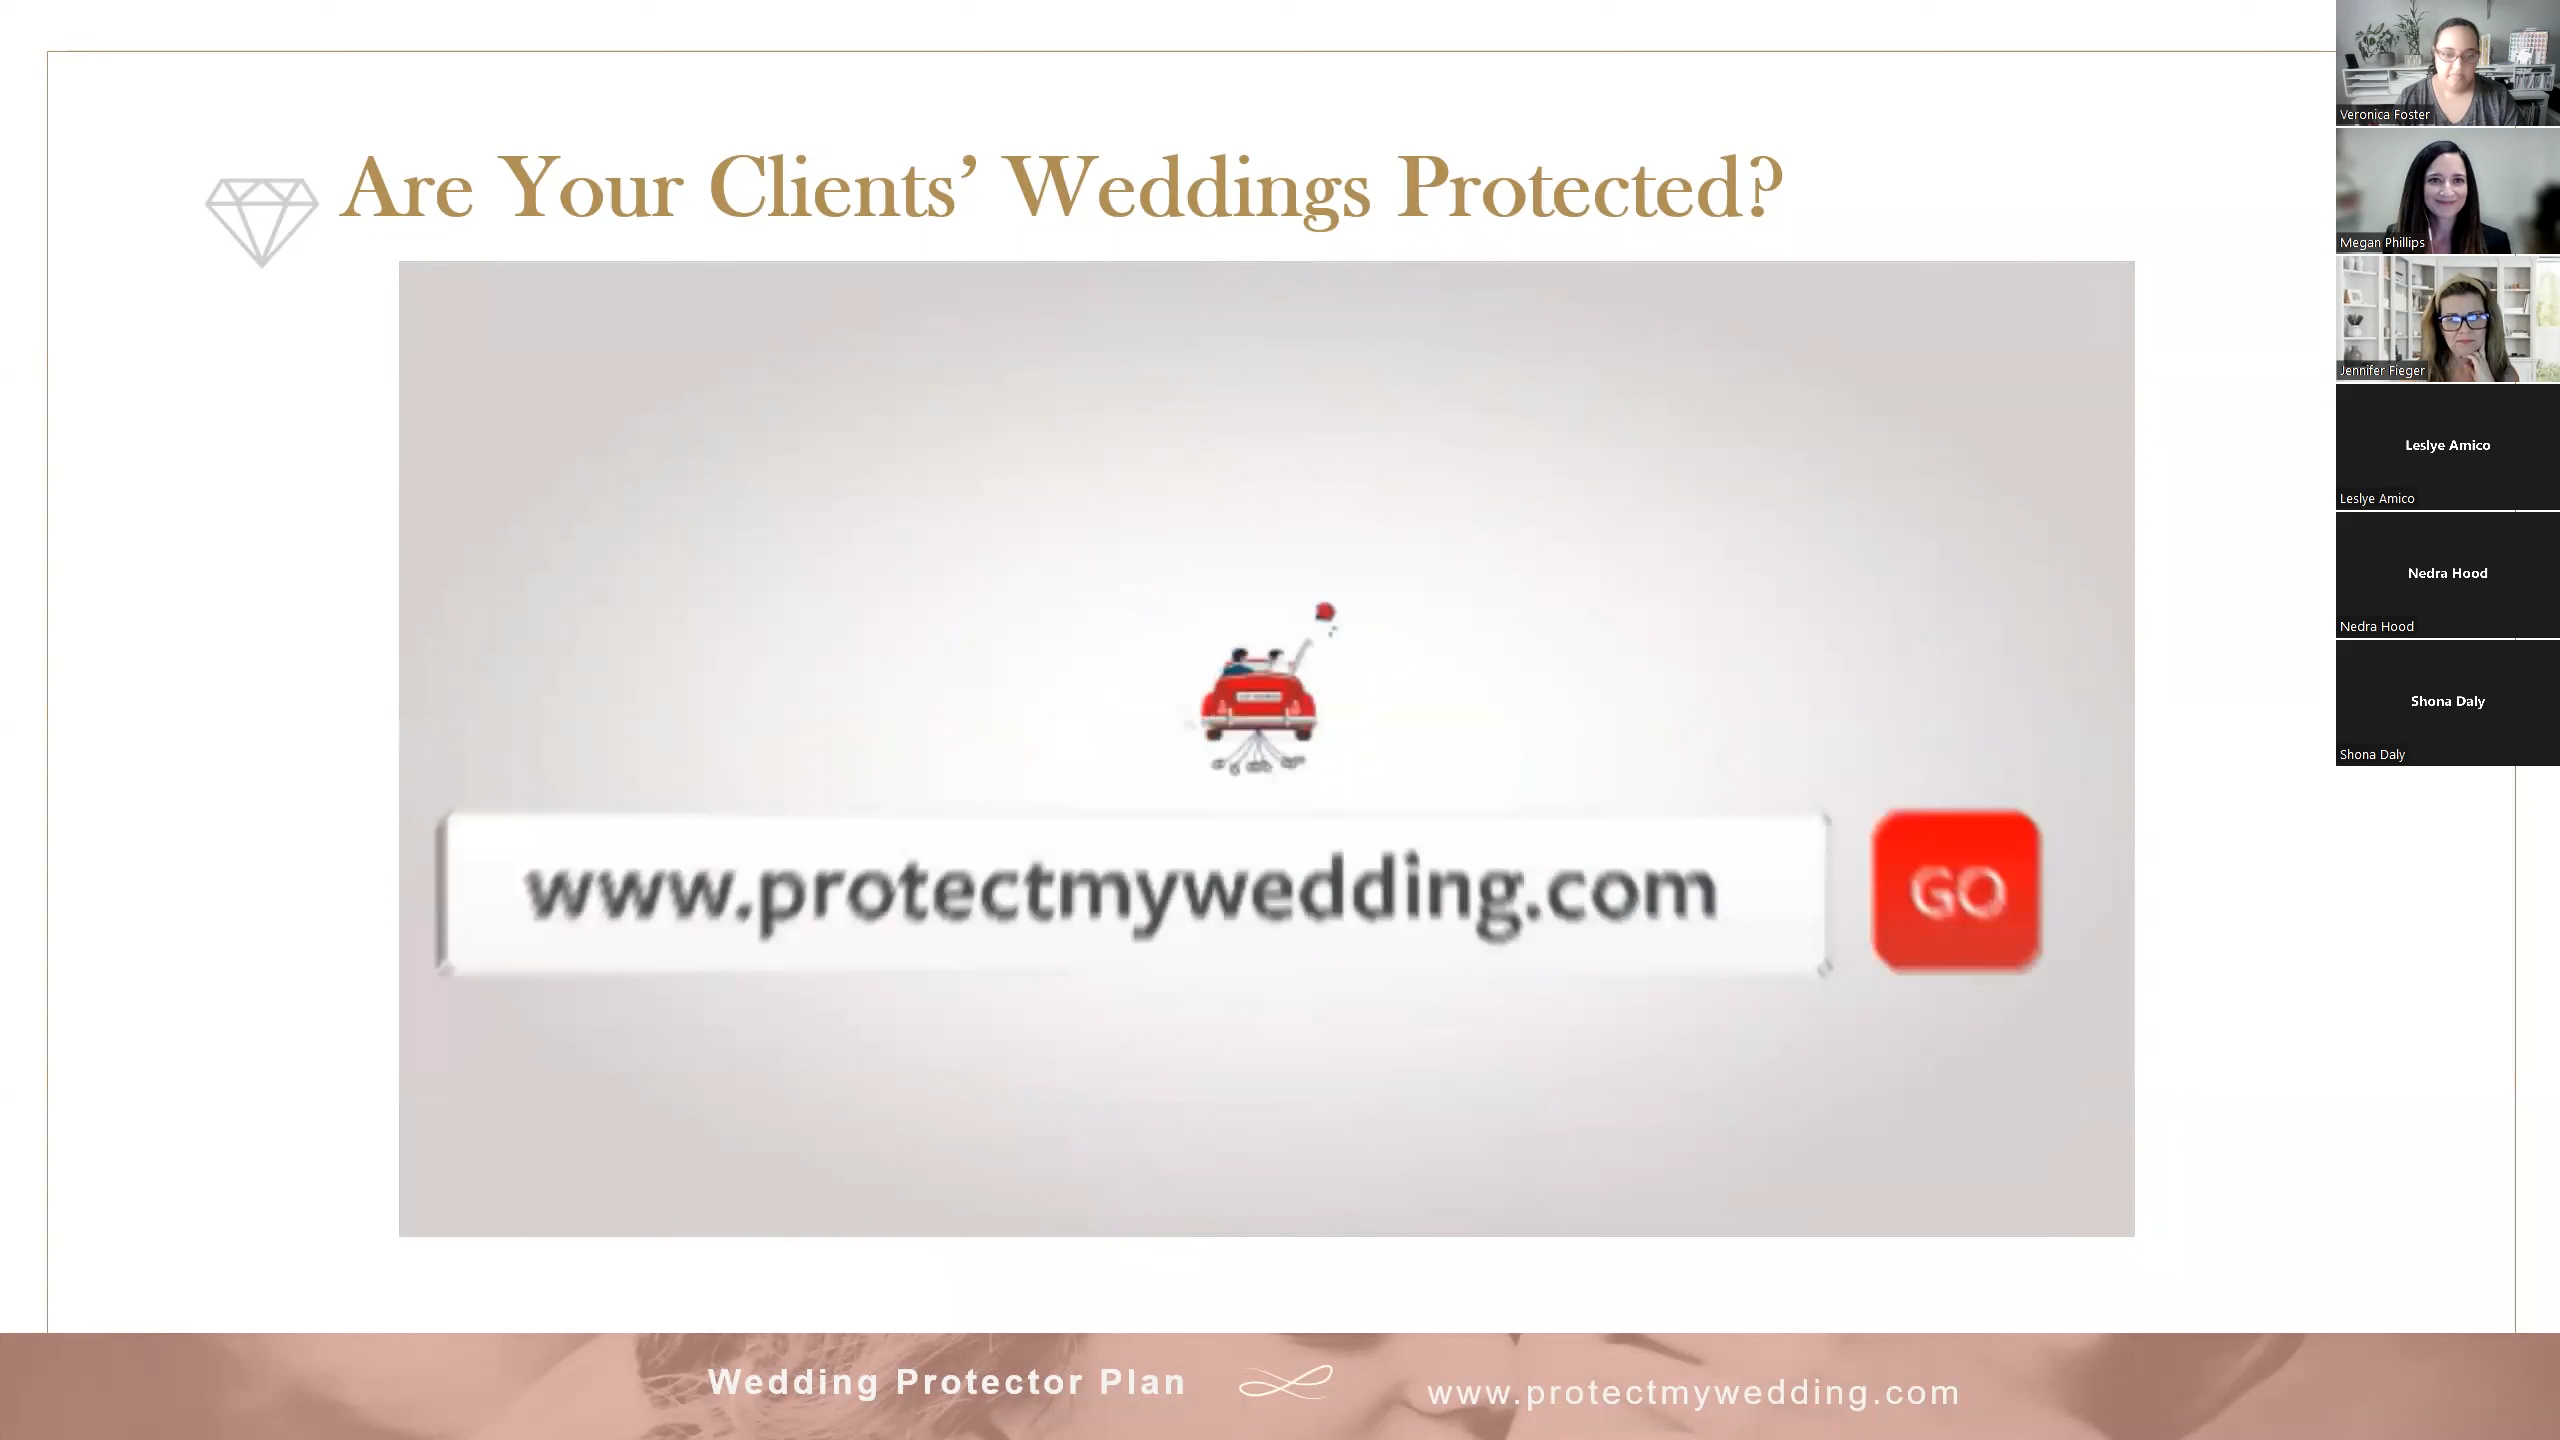 Are Your Clients’ Weddings Protected?
www.protectmywedding.com
GO
Wedding Protector Plan
www.protectmywedding.com
Veronica Foster
Megan Phillips
Jennifer Fieger
Leslye Amico
Leslye Amico
Nedra Hood
Nedra Hood
Shona Daly
Shona Daly